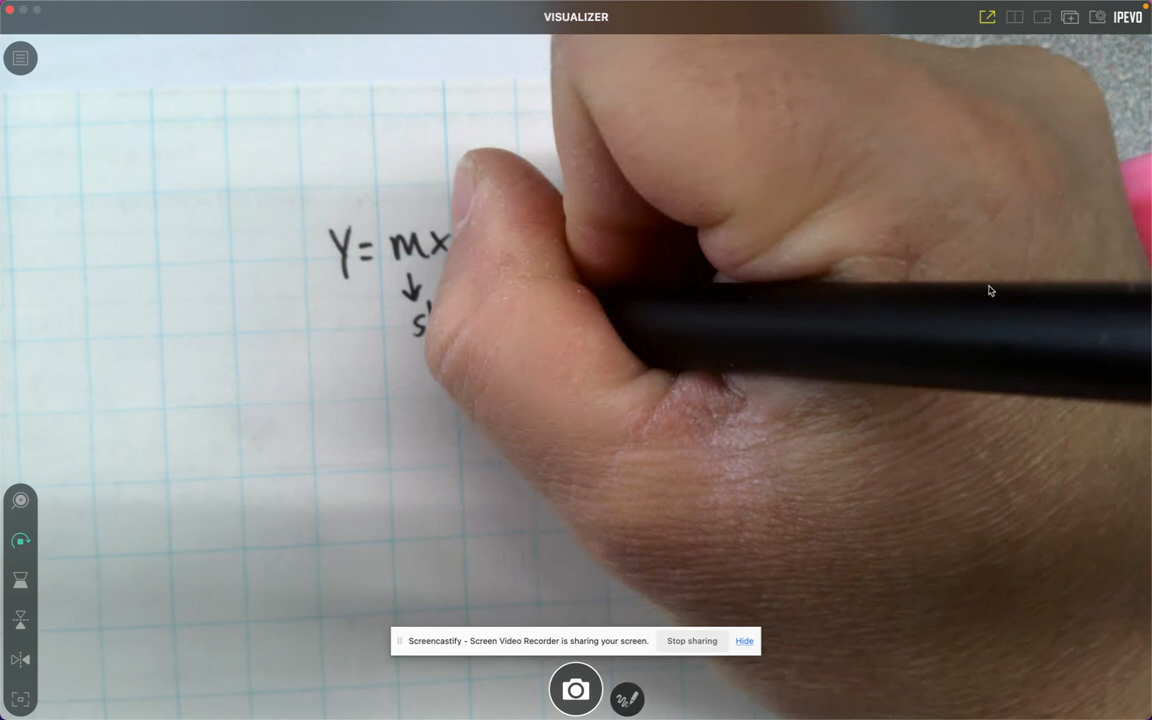 VISUALIZER
IPEVO
Y= mx
Screencastify - Screen Video Recorder is sharing your screen.
Stop sharing
Hide